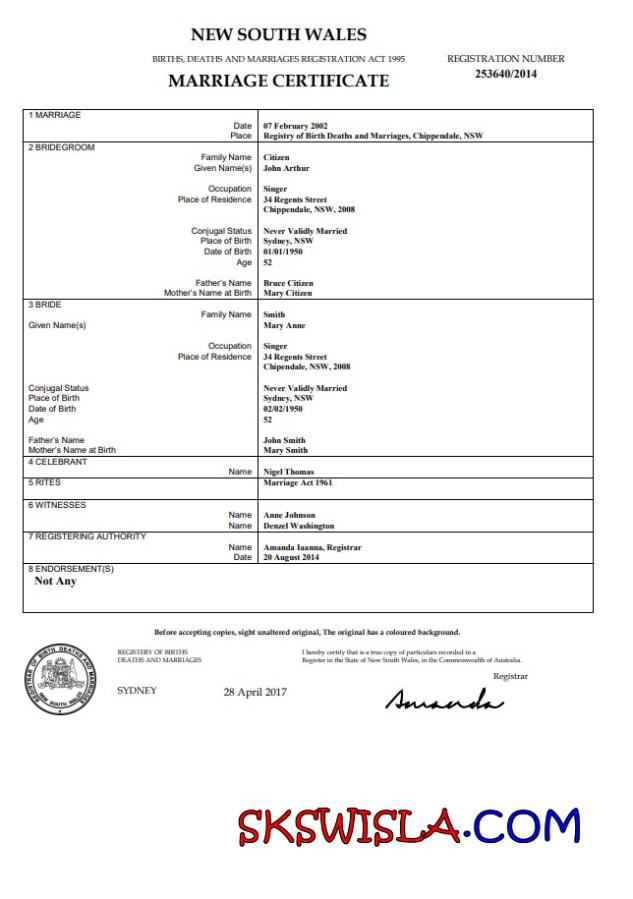 NEW SOUTH WALES
BIRTHS, DEATHS AND MARRIAGES REGISTRATION ACT 1995
REGISTRATION NUMBER
MARRIAGE CERTIFICATE
253640/2014
1 MARRIAGE
Date 07 February 2002
Place Registry of Birth Deaths and Marriages, Chippendale, NSW
2 BRIDEGROOM
Family Name Citizen
Given Name(s) John Arthur
Occupation Singer
Place of Residence 34 Regents Street
Chippendale, NSW, 2008
Conjugal Status Never Validly Married
Place of Birth Sydney, NSW
Date of Birth 01/01/1950
Age 52
Father's Name Bruce Citizen
Mother's Name at Birth Mary Citizen
3 BRIDE
Family Name Smith
Given Name(s) Mary Anne
Occupation Singer
Place of Residence 34 Regents Street
Chipendale, NSW, 2008
Conjugal Status Never Validly Married
Place of Birth Sydney, NSW
Date of Birth 02/02/1950
Age 52
Father's Name John Smith
Mother's Name at Birth Mary Smith
4 CELEBRANT
Name Nigel Thomas
5 RITES Marriage Act 1961
6 WITNESSES
Name Anne Johnson
Name Denzel Washington
7 REGISTERING AUTHORITY
Name Amanda Iaanna, Registrar
Date 20 August 2014
8 ENDORSEMENT(S)
Not Any
Before accepting copies, sight unaltered original, The original has a coloured background.
REGISTRAR OF BIRTH DEATHS AND MARRIAGES
NEW SOUTH WALES
REGISTERY OF BIRTHS
DEATHS AND MARRIAGES
SYDNEY
28 April 2017
I hereby certify that is a true copy of particulars recorded in a
Register in the State of New South Wales, in the Commonwealth of Australia.
Registrar
Amanda
SKSWISLA.COM